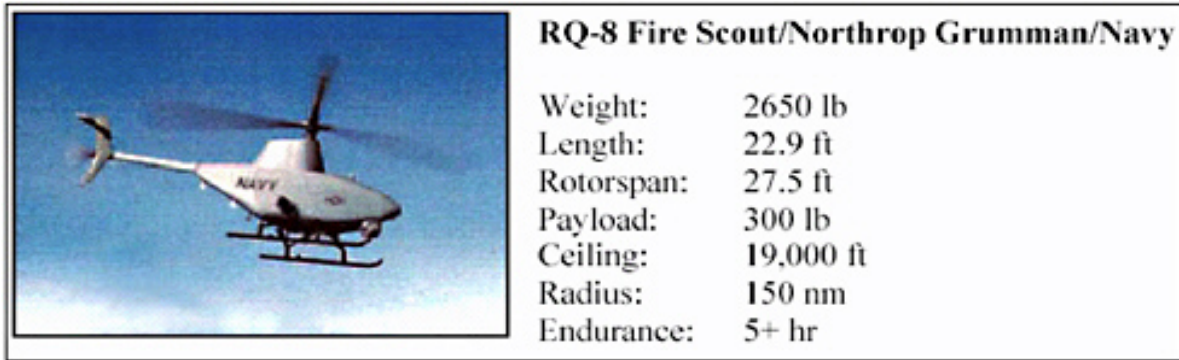 RQ-8 Fire Scout/Northrop Grumman/Navy
NAVY
Weight: 2650 lb
Length: 22.9 ft
Rotorspan: 27.5 ft
Payload: 300 lb
Ceiling: 19,000 ft
Radius: 150 nm
Endurance: 5+ hr